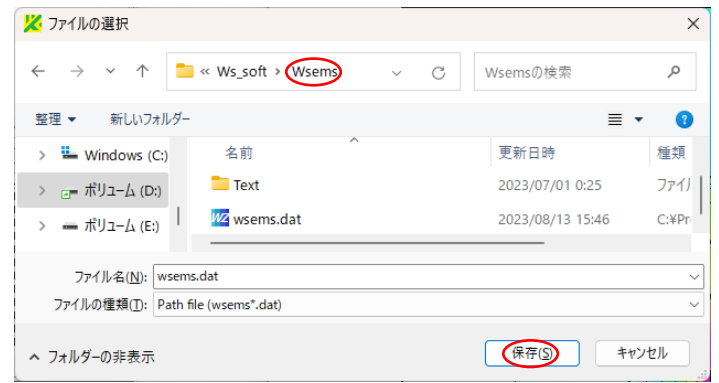 ファイルの選択
« Ws_soft › Wsems
Wsemsの検索
整理 新しいフォルダー
名前 更新日時 種類
Windows (C:)
Text 2023/07/01 0:25 ファイル
ボリューム (D:)
wsems.dat 2023/08/13 15:46 C:¥Pr
ボリューム (E:)
ファイル名(N): wsems.dat
ファイルの種類(T): Path file (wsems*.dat)
フォルダーの非表示 保存(S) キャンセル